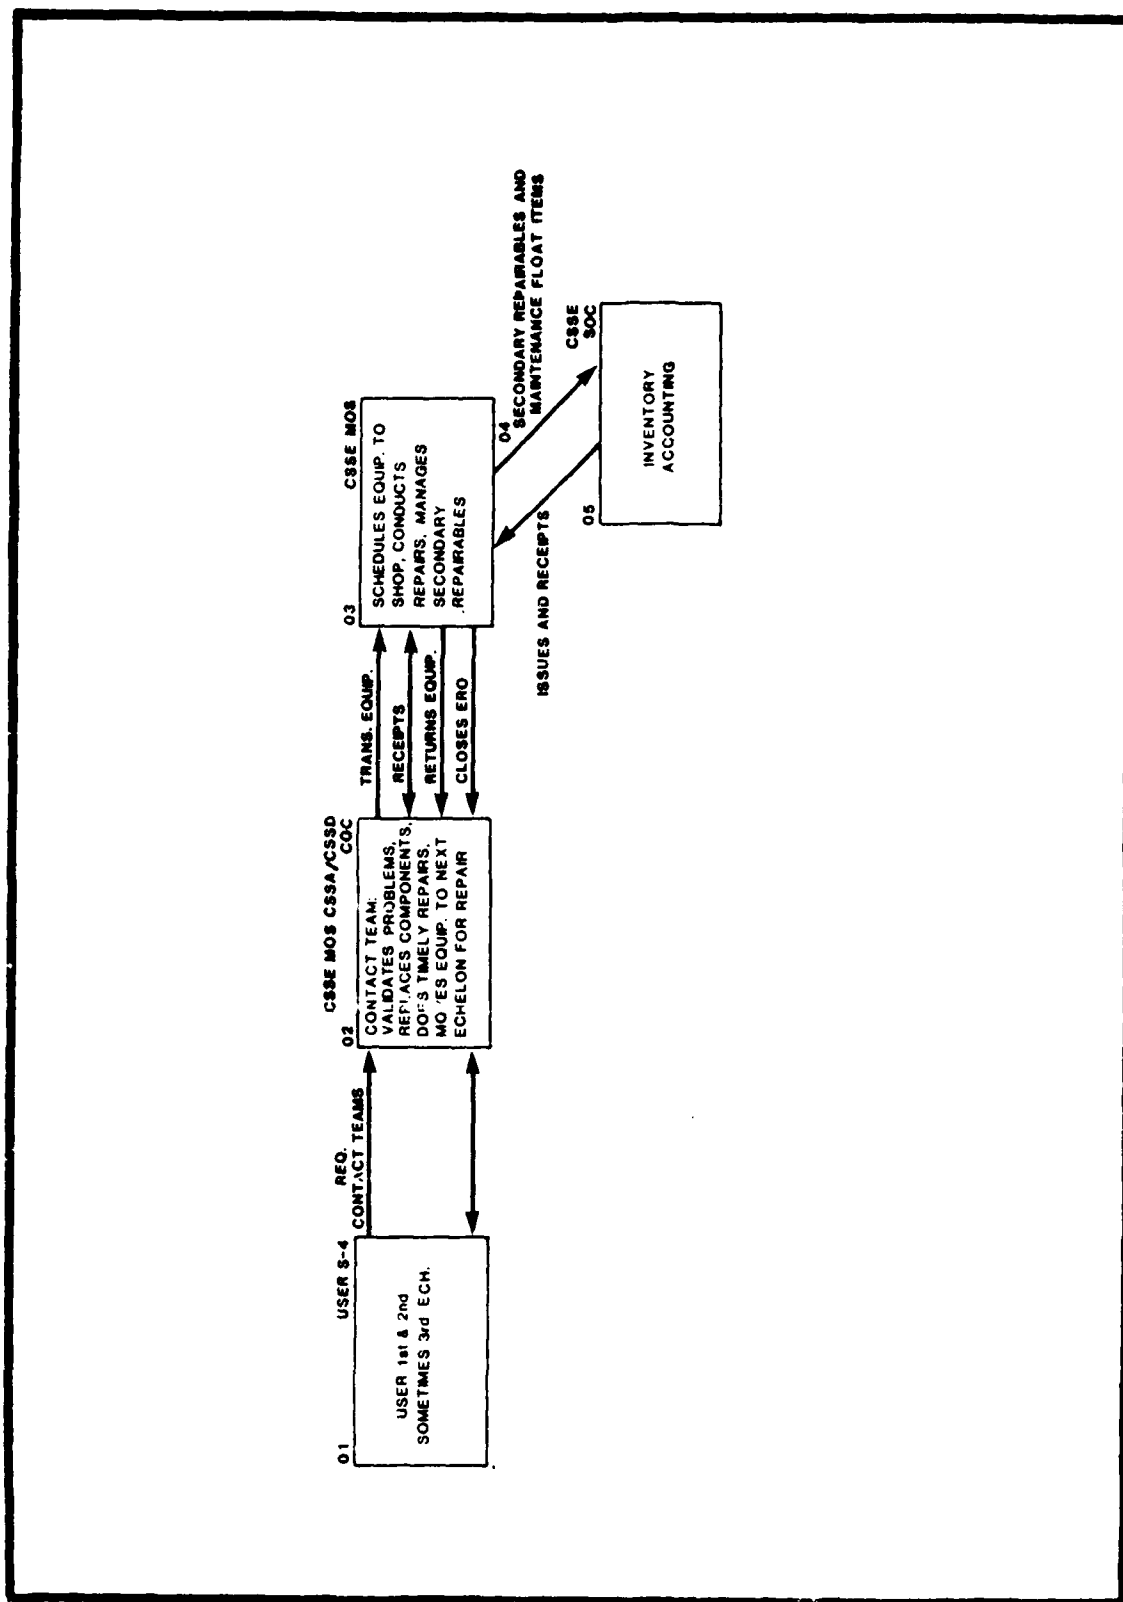 01
USER S-4
USER 1st & 2nd
SOMETIMES 3rd ECH.
REQ.
CONTACT TEAMS
CSSE MOS CSSA/CSSD
02
COC
CONTACT TEAM:
VALIDATES PROBLEMS,
REPLACES COMPONENTS,
DOES TIMELY REPAIRS.
MOVES EQUIP. TO NEXT
ECHELON FOR REPAIR
TRANS. EQUIP.
RECEIPTS
RETURNS EQUIP.
CLOSES ERO
03
CSSE MOS
SCHEDULES EQUIP. TO
SHOP, CONDUCTS
REPAIRS, MANAGES
SECONDARY
REPAIRABLES
04
SECONDARY REPAIRABLES AND
MAINTENANCE FLOAT ITEMS
ISSUES AND RECEIPTS
CSSE
SOC
05
INVENTORY
ACCOUNTING